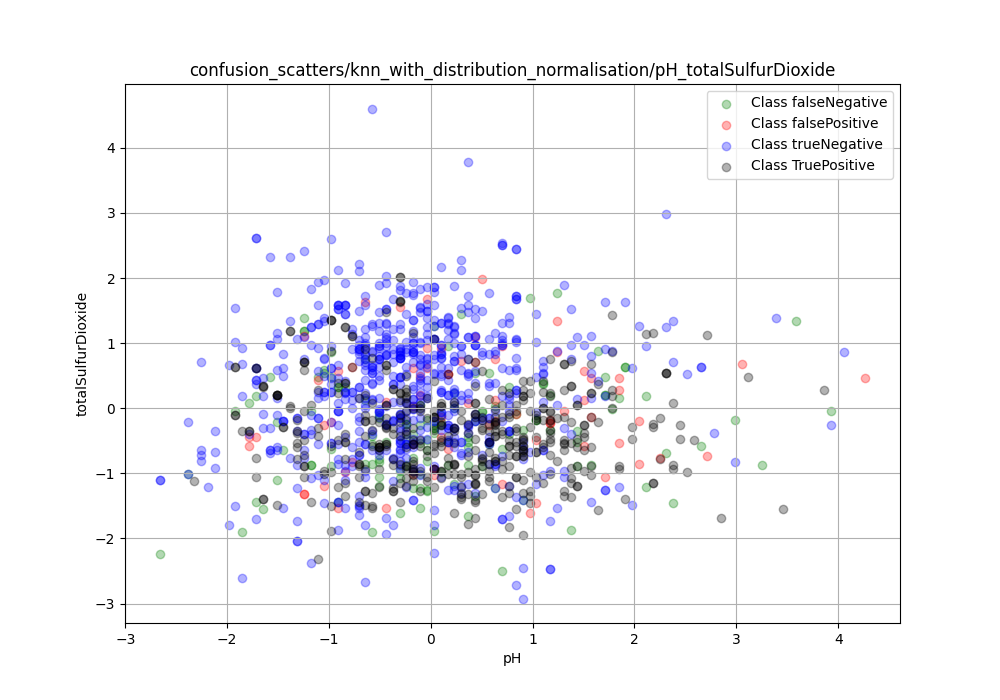 confusion_scatters/knn_with_distribution_normalisation/pH_totalSulfurDioxide
Class falseNegative
Class falsePositive
Class trueNegative
Class TruePositive
totalSulfurDioxide
4
3
2
1
0
−1
−2
−3
−3 −2 −1 0 1 2 3 4
pH